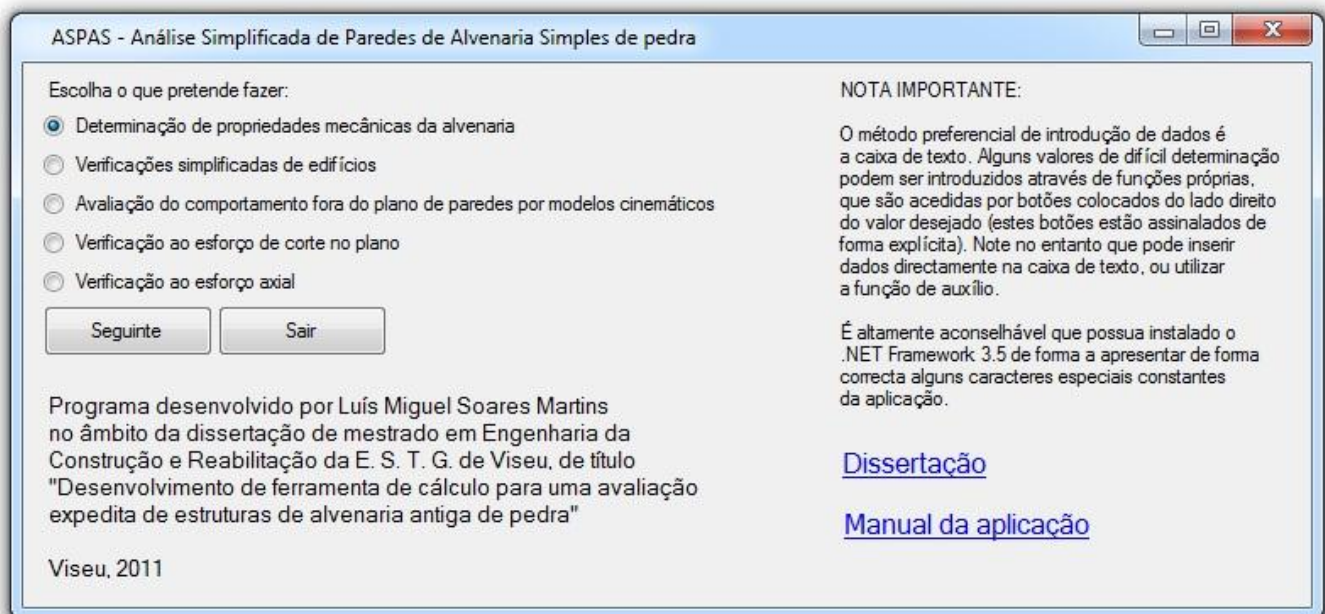 ASPAS - Análise Simplificada de Paredes de Alvenaria Simples de pedra
Escolha o que pretende fazer:
Determinação de propriedades mecânicas da alvenaria
Verificações simplificadas de edifícios
Avaliação do comportamento fora do plano de paredes por modelos cinemáticos
Verificação ao esforço de corte no plano
Verificação ao esforço axial
Seguinte
Sair
Programa desenvolvido por Luís Miguel Soares Martins
no âmbito da dissertação de mestrado em Engenharia da
Construção e Reabilitação da E. S. T. G. de Viseu, de título
"Desenvolvimento de ferramenta de cálculo para uma avaliação
expedita de estruturas de alvenaria antiga de pedra"
Viseu, 2011
NOTA IMPORTANTE:
O método preferencial de introdução de dados é
a caixa de texto. Alguns valores de difícil determinação
podem ser introduzidos através de funções próprias,
que são acedidas por botões colocados do lado direito
do valor desejado (estes botões estão assinalados de
forma explícita). Note no entanto que pode inserir
dados directamente na caixa de texto, ou utilizar
a função de auxílio.
É altamente aconselhável que possua instalado o
.NET Framework 3.5 de forma a apresentar de forma
correcta alguns caracteres especiais constantes
da aplicação.
Dissertação
Manual da aplicação